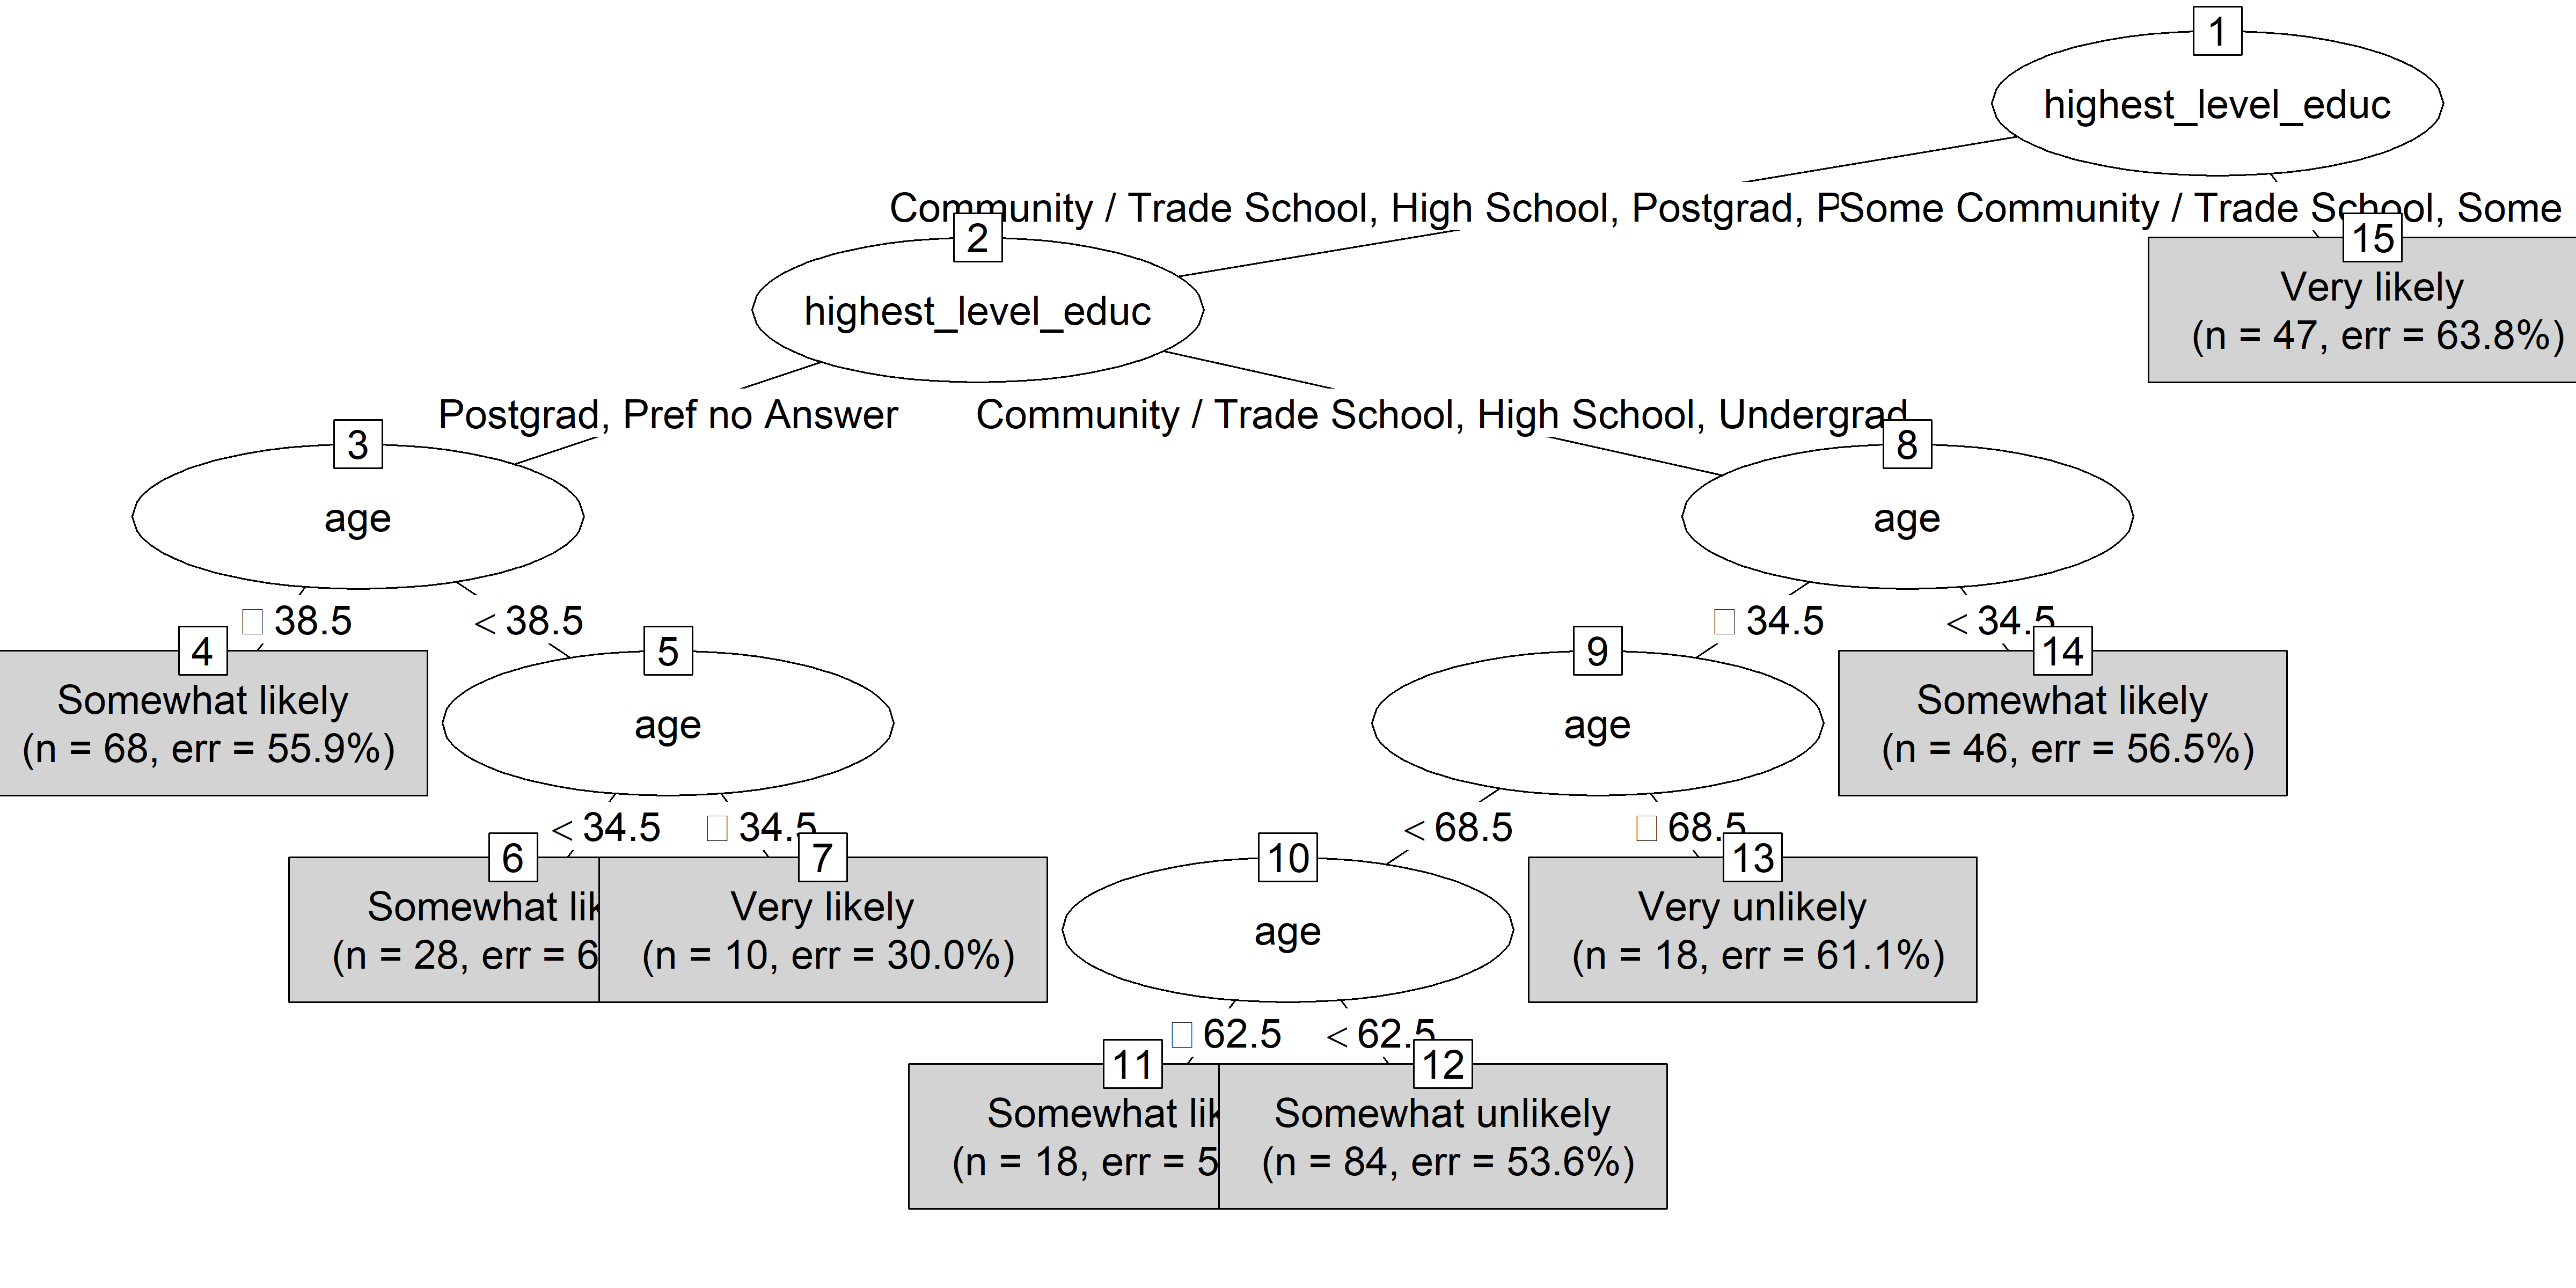 1
highest_level_educ
Community / Trade School, High School, Postgrad, P
Some Community / Trade School, Some
2
highest_level_educ
15
Very likely
(n = 47, err = 63.8%)
Postgrad, Pref no Answer
Community / Trade School, High School, Undergrad
3
age
8
age
□ 38.5
< 38.5
□ 34.5
< 34.5
4
Somewhat likely
(n = 68, err = 55.9%)
5
age
9
age
14
Somewhat likely
(n = 46, err = 56.5%)
< 34.5
□ 34.5
< 68.5
□ 68.5
6
Somewhat lik
(n = 28, err = 6
7
Very likely
(n = 10, err = 30.0%)
10
age
13
Very unlikely
(n = 18, err = 61.1%)
□ 62.5
< 62.5
11
Somewhat lik
(n = 18, err = 5
12
Somewhat unlikely
(n = 84, err = 53.6%)